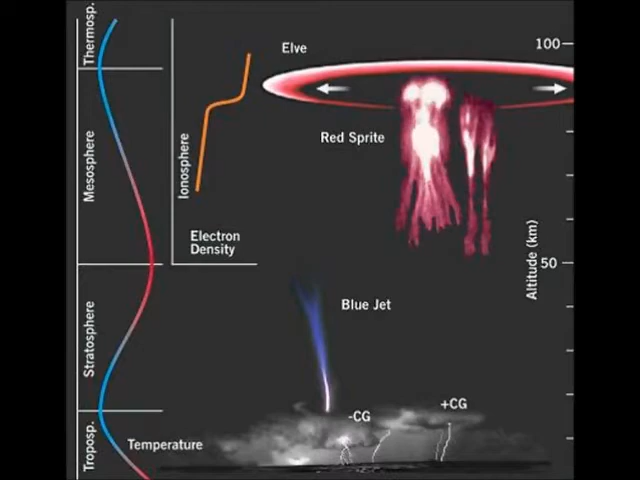 Thermosp.
Mesosphere
Stratosphere
Troposp.
Temperature
Ionosphere
Electron
Density
Elve
Red Sprite
Blue Jet
-CG
+CG
100
50
Altitude (km)